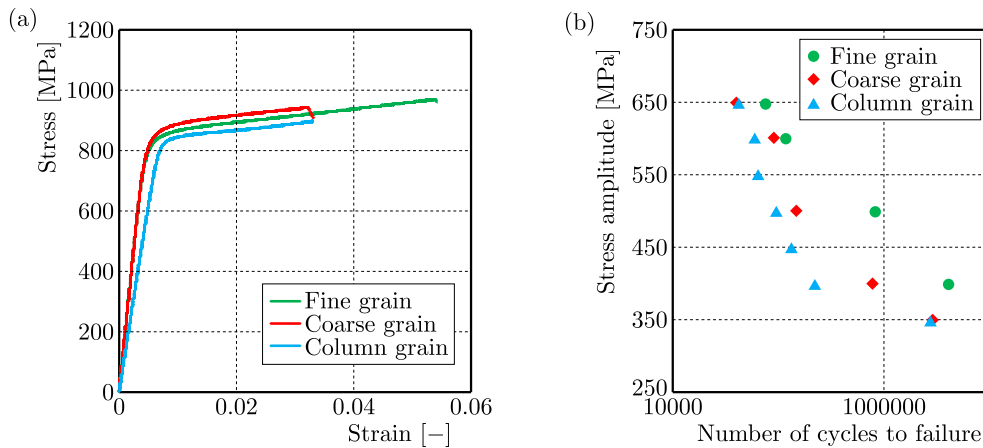 (a)
Stress [MPa]
1200
1000
800
600
400
200
0
0
0.02
0.04
0.06
Strain [−]
Fine grain
Coarse grain
Column grain
(b)
Stress amplitude [MPa]
750
650
550
450
350
250
10000
1000000
Number of cycles to failure
Fine grain
Coarse grain
Column grain